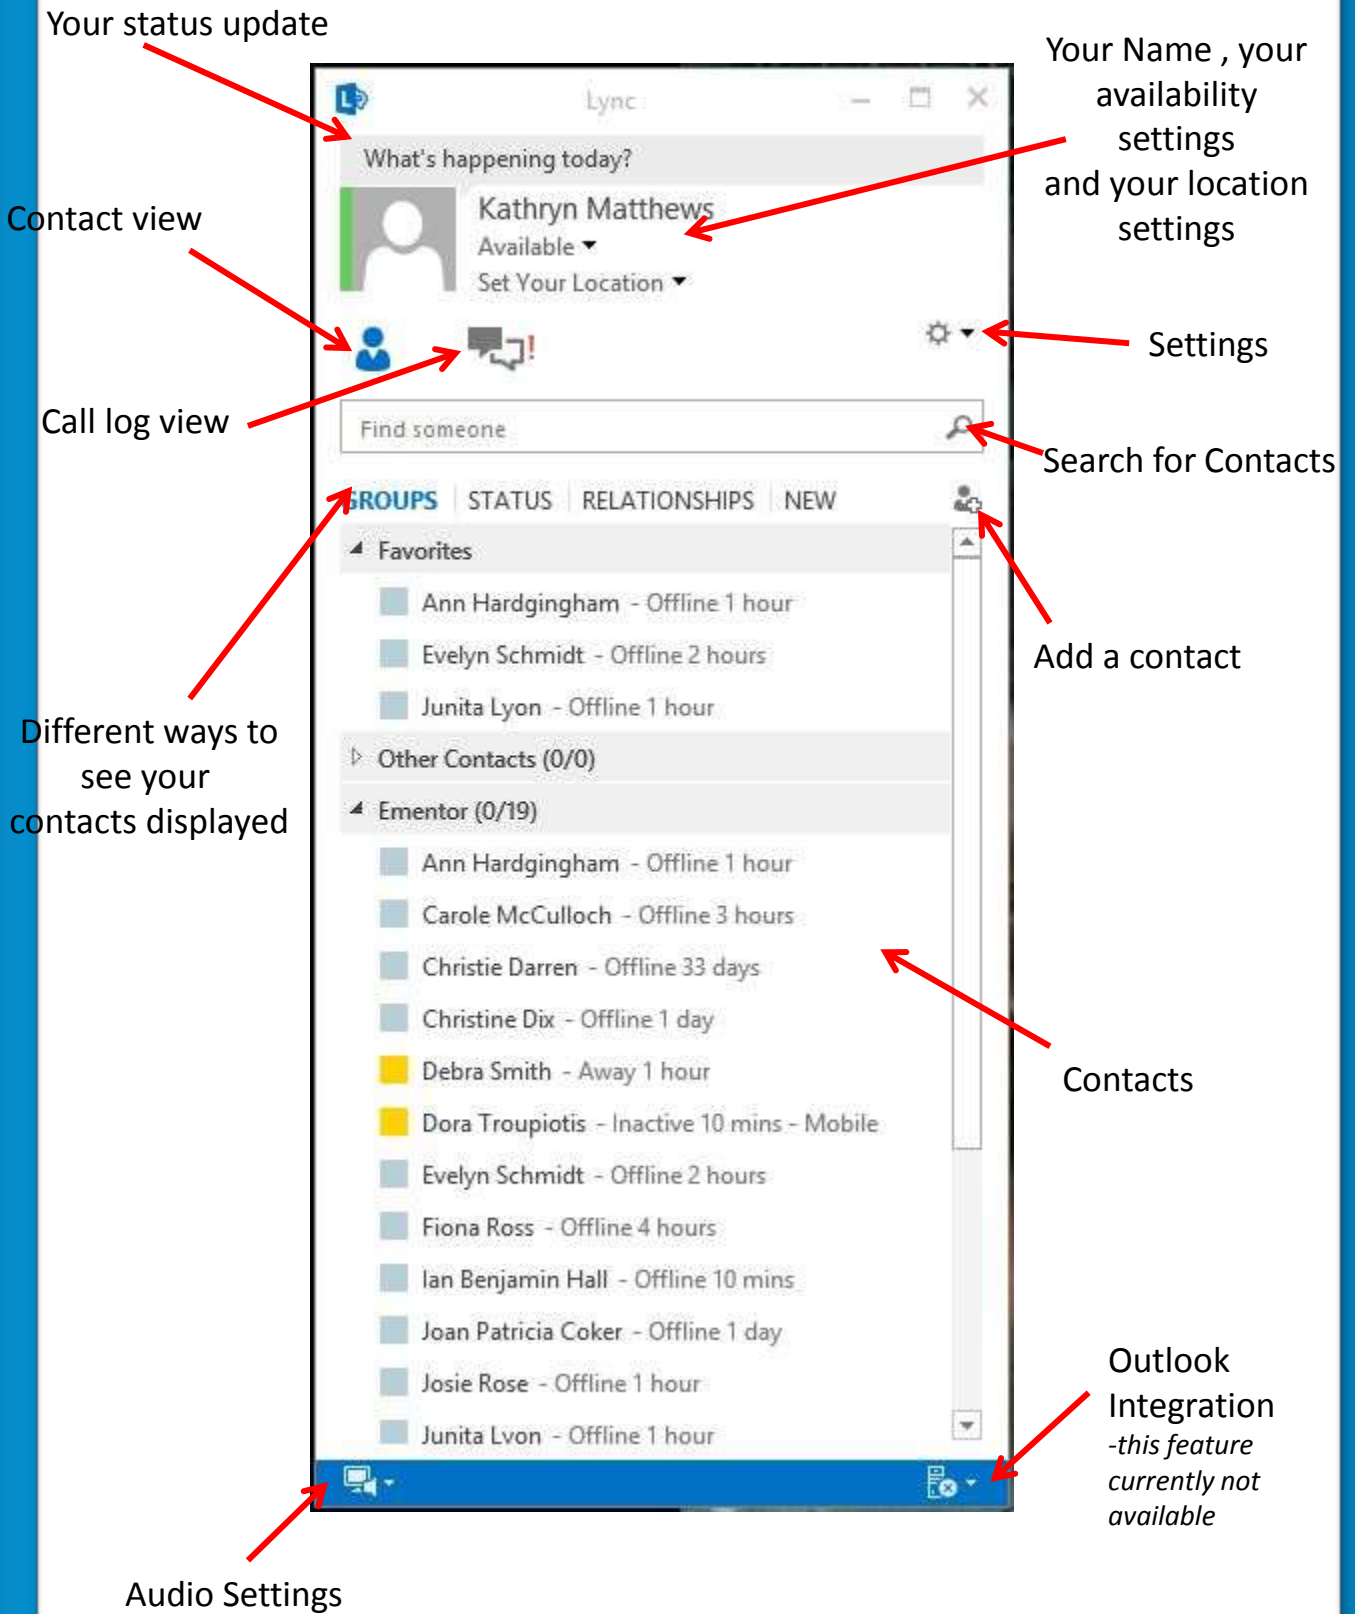 Your status update
Your Name , your
availability
settings
and your location
settings
Lync
What's happening today?
Kathryn Matthews
Available
Set Your Location
Contact view
Settings
Call log view
Find someone
Search for Contacts
GROUPS STATUS RELATIONSHIPS NEW
Favorites
Ann Hardgingham - Offline 1 hour
Evelyn Schmidt - Offline 2 hours
Junita Lyon - Offline 1 hour
Add a contact
Different ways to
see your
contacts displayed
Other Contacts (0/0)
Ementor (0/19)
Ann Hardgingham - Offline 1 hour
Carole McCulloch - Offline 3 hours
Christie Darren - Offline 33 days
Christine Dix - Offline 1 day
Debra Smith - Away 1 hour
Dora Troupiotis - Inactive 10 mins - Mobile
Evelyn Schmidt - Offline 2 hours
Fiona Ross - Offline 4 hours
Ian Benjamin Hall - Offline 10 mins
Joan Patricia Coker - Offline 1 day
Josie Rose - Offline 1 hour
Junita Lyon - Offline 1 hour
Contacts
Outlook
Integration
-this feature
currently not
available
Audio Settings